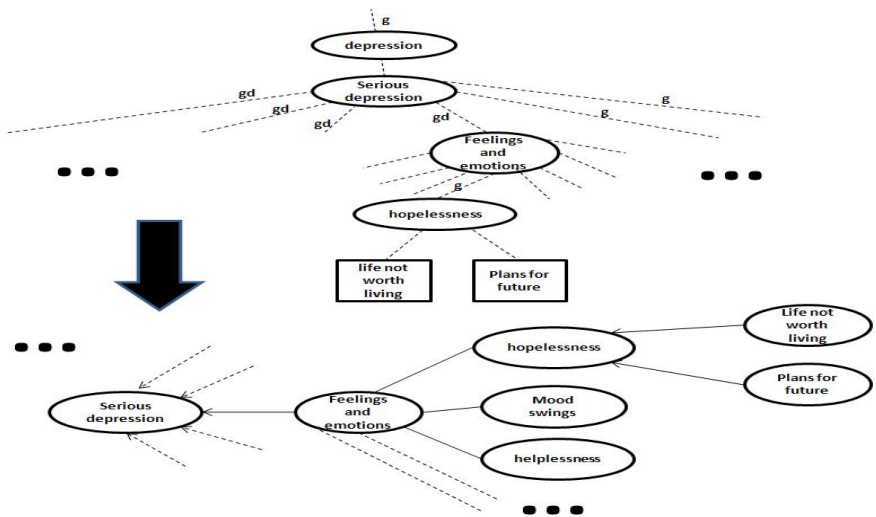 g
depression
gd
Serious
depression
g
gd
gd
gd
g
Feelings
and
emotions
g
hopelessness
life not
worth
living
Plans for
future
Life not
worth
living
hopelessness
Plans for
future
Serious
depression
Feelings
and
emotions
Mood
swings
helplessness